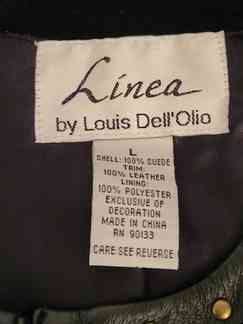 Linea
by Louis Dell'Olio
L
SHELL: 100% SUEDE
TRIM:
100% LEATHER
LINING:
100% POLYESTER
EXCLUSIVE OF
DECORATION
MADE IN CHINA
RN 90133
CARE SEE REVERSE